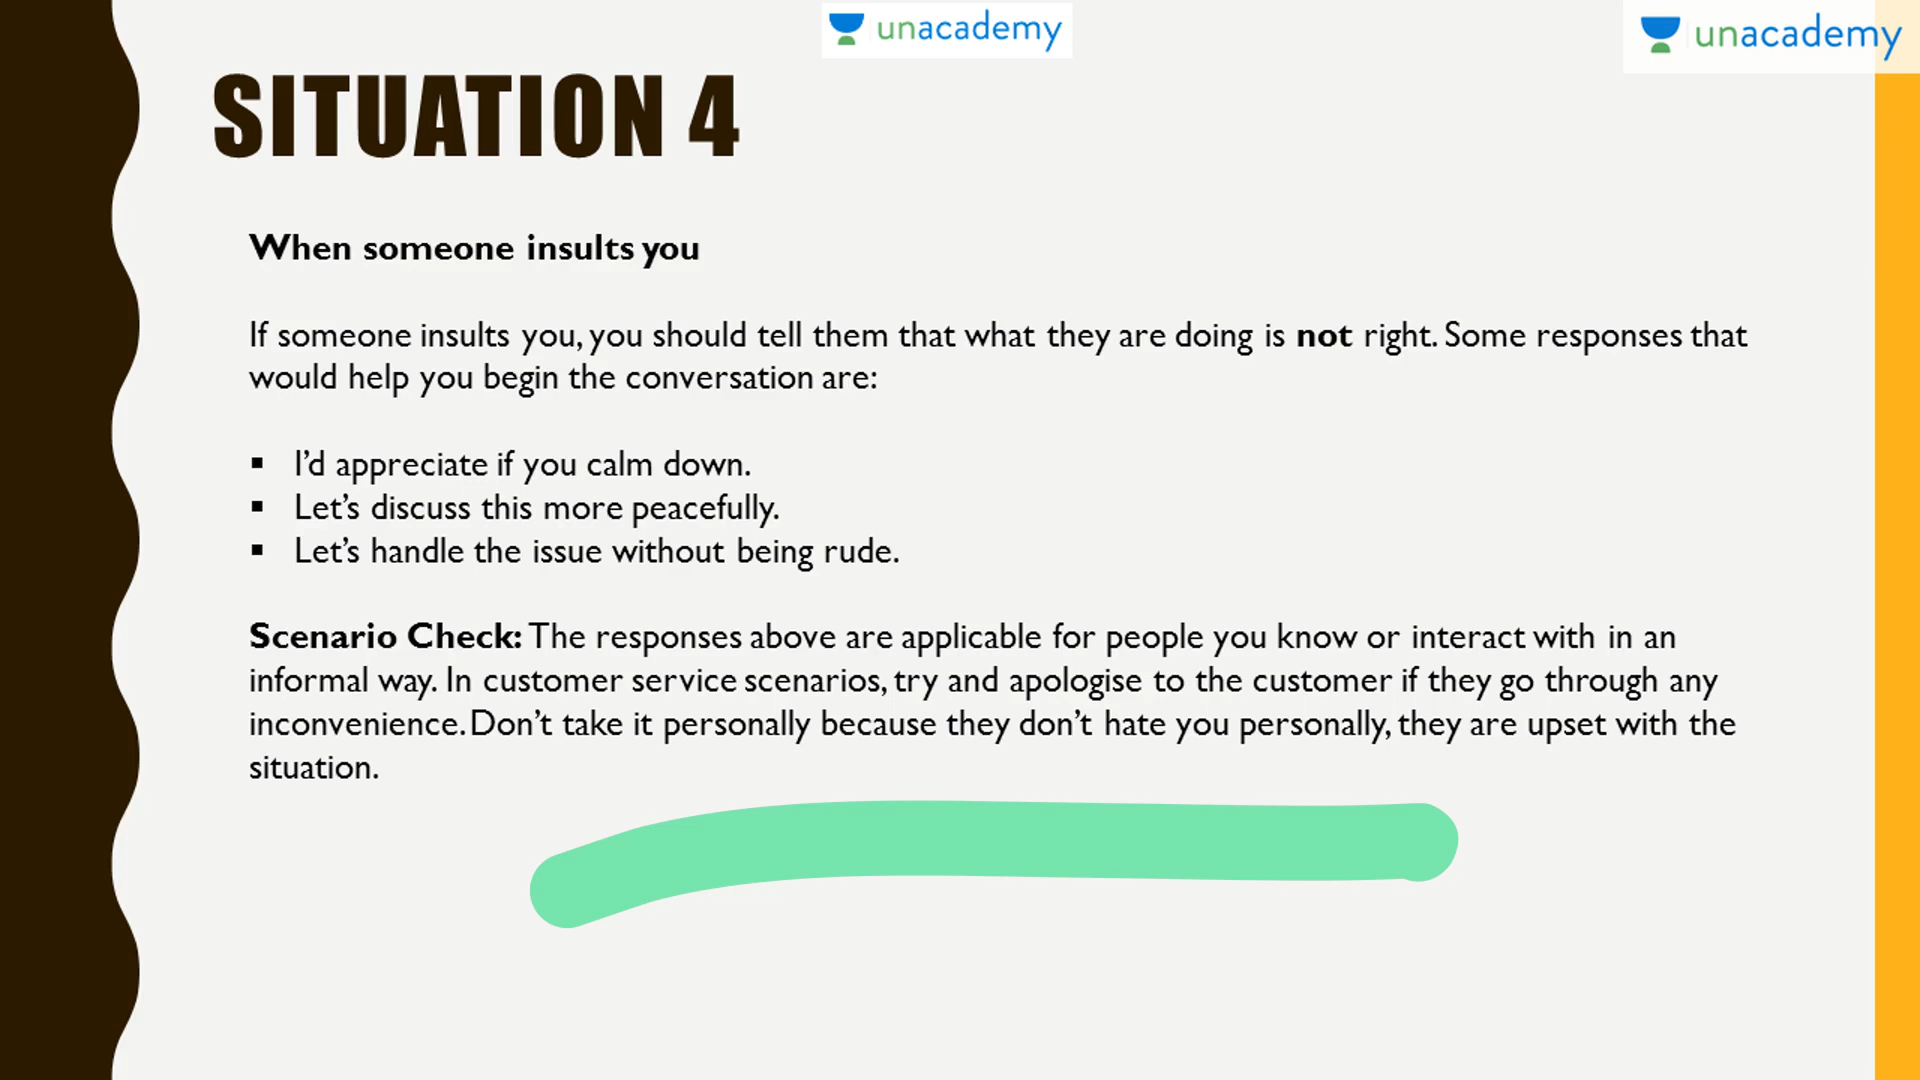 unacademy
unacademy
SITUATION 4
When someone insults you
If someone insults you, you should tell them that what they are doing is not right. Some responses that
would help you begin the conversation are:
▪ I’d appreciate if you calm down.
▪ Let’s discuss this more peacefully.
▪ Let’s handle the issue without being rude.
Scenario Check: The responses above are applicable for people you know or interact with in an
informal way. In customer service scenarios, try and apologise to the customer if they go through any
inconvenience. Don’t take it personally because they don’t hate you personally, they are upset with the
situation.